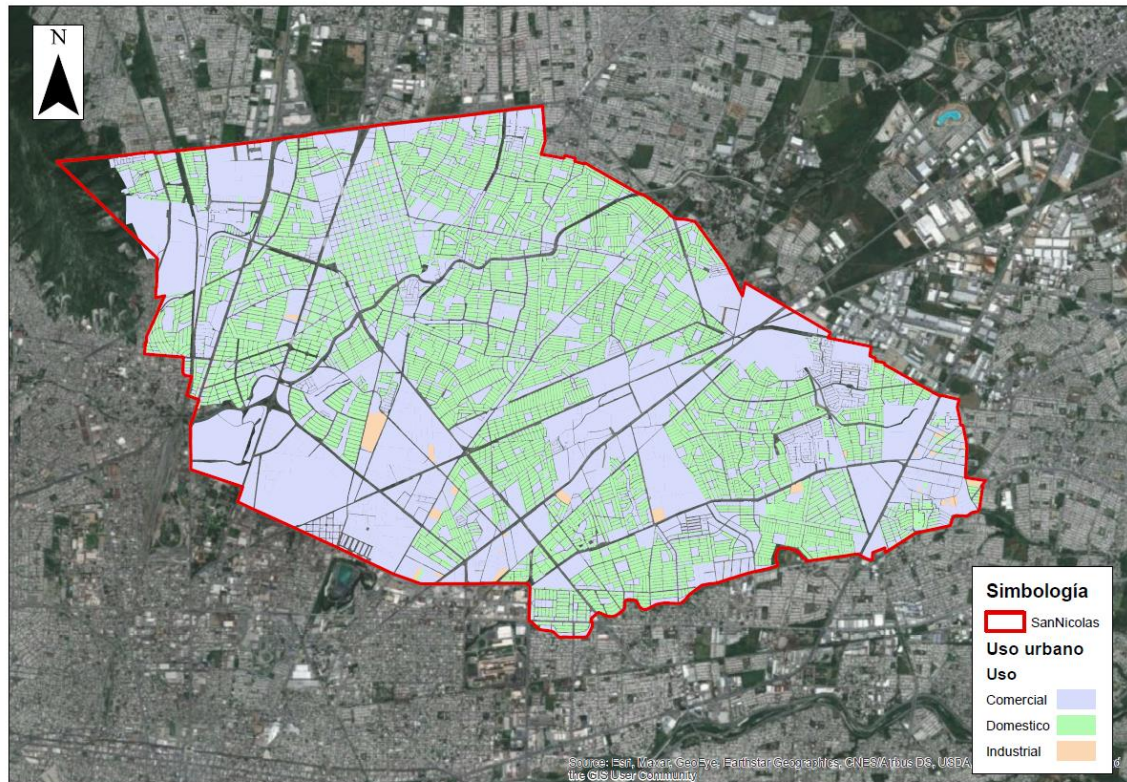 N
Simbología
SanNicolas
Uso urbano
Uso
Comercial
Domestico
Industrial
Source: Esri, Maxar, GeoEye, Earthstar Geographics, CNES/Airbus DS, USDA,
the GIS User Community